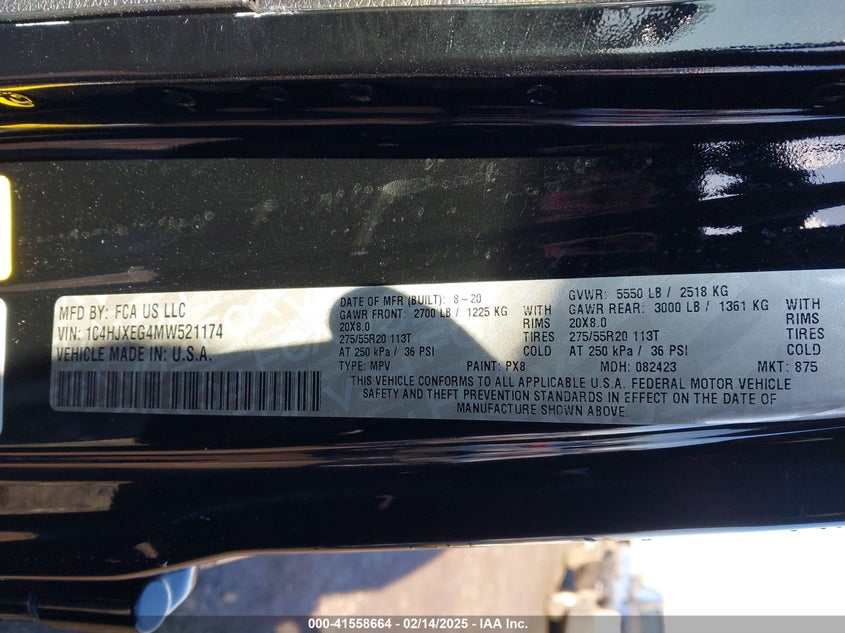 MFD BY: FCA US LLC
VIN: 1C4HJXEG4MW521174
VEHICLE MADE IN U.S.A.
DATE OF MFR (BUILT): 8-20
GAWR FRONT: 2700 LB / 1225 KG WITH
20X8.0 RIMS
275/55R20 113T TIRES
AT 250 kPa / 36 PSI COLD
TYPE: MPV PAINT: PX8 MDH: 082423 MKT: 875
GVWR: 5550 LB / 2518 KG
GAWR REAR: 3000 LB / 1361 KG WITH
20X8.0 RIMS
275/55R20 113T TIRES
AT 250 kPa / 36 PSI COLD
THIS VEHICLE CONFORMS TO ALL APPLICABLE U.S.A. FEDERAL MOTOR VEHICLE
SAFETY AND THEFT PREVENTION STANDARDS IN EFFECT ON THE DATE OF
MANUFACTURE SHOWN ABOVE.
000-41558664 - 02/14/2025 - IAA Inc.